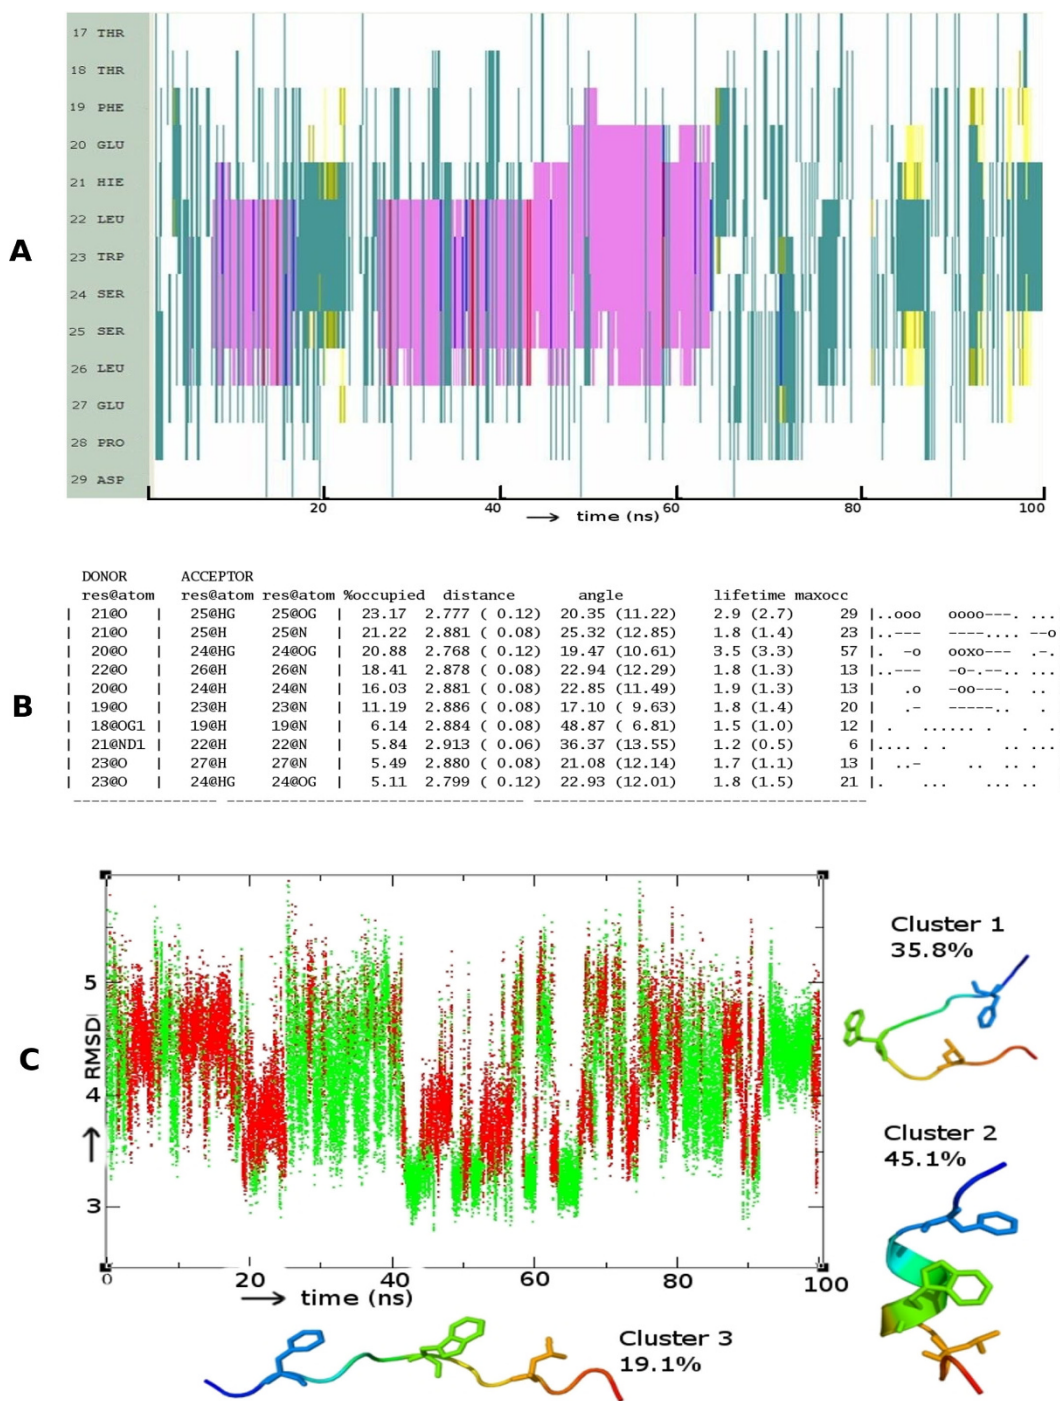 17 THR
18 THR
19 PHE
20 GLU
21 HIE
22 LEU
A
23 TRP
24 SER
25 SER
26 LEU
27 GLU
28 PRO
29 ASP
20 40 60 80 100
→ time (ns)
DONOR ACCEPTOR
res@atom res@atom res@atom %occupied distance angle lifetime maxocc
| 21@O | 25@HG 25@OG | 23.17 2.777 ( 0.12) 20.35 (11.22) 2.9 (2.7) 29 |..ooo oooo---. ...
| 21@O | 25@H 25@N | 21.22 2.881 ( 0.08) 25.32 (12.85) 1.8 (1.4) 23 |..--- ----.... --o
| 20@O | 24@HG 24@OG | 20.88 2.768 ( 0.12) 19.47 (10.61) 3.5 (3.3) 57 |. -o ooxo---- .-.
| 22@O | 26@H 26@N | 18.41 2.878 ( 0.08) 22.94 (12.29) 1.8 (1.3) 13 |..---- -o-.-- .. .
| 20@O | 24@H 24@N | 16.03 2.881 ( 0.08) 22.85 (11.49) 1.9 (1.3) 13 | .o -oo---. . .
B
| 19@O | 23@H 23@N | 11.19 2.886 ( 0.08) 17.10 ( 9.63) 1.8 (1.4) 20 | .- -----.. .
| 18@OG1 | 19@H 19@N | 6.14 2.884 ( 0.08) 48.87 ( 6.81) 1.5 (1.0) 12 | . ...... . . .
| 21@ND1 | 22@H 22@N | 5.84 2.913 ( 0.06) 36.37 (13.55) 1.2 (0.5) 6 |.... . . .. ...
| 23@O | 27@H 27@N | 5.49 2.880 ( 0.08) 21.08 (12.14) 1.7 (1.1) 13 | ..- .. .. .
| 23@O | 24@HG 24@OG | 5.11 2.799 ( 0.12) 22.93 (12.01) 1.8 (1.5) 21 |. ... ... .. .
C
→ RMSD
5
4
3
0 20 40 60 80 100
→ time (ns)
Cluster 1
35.8%
Cluster 2
45.1%
Cluster 3
19.1%